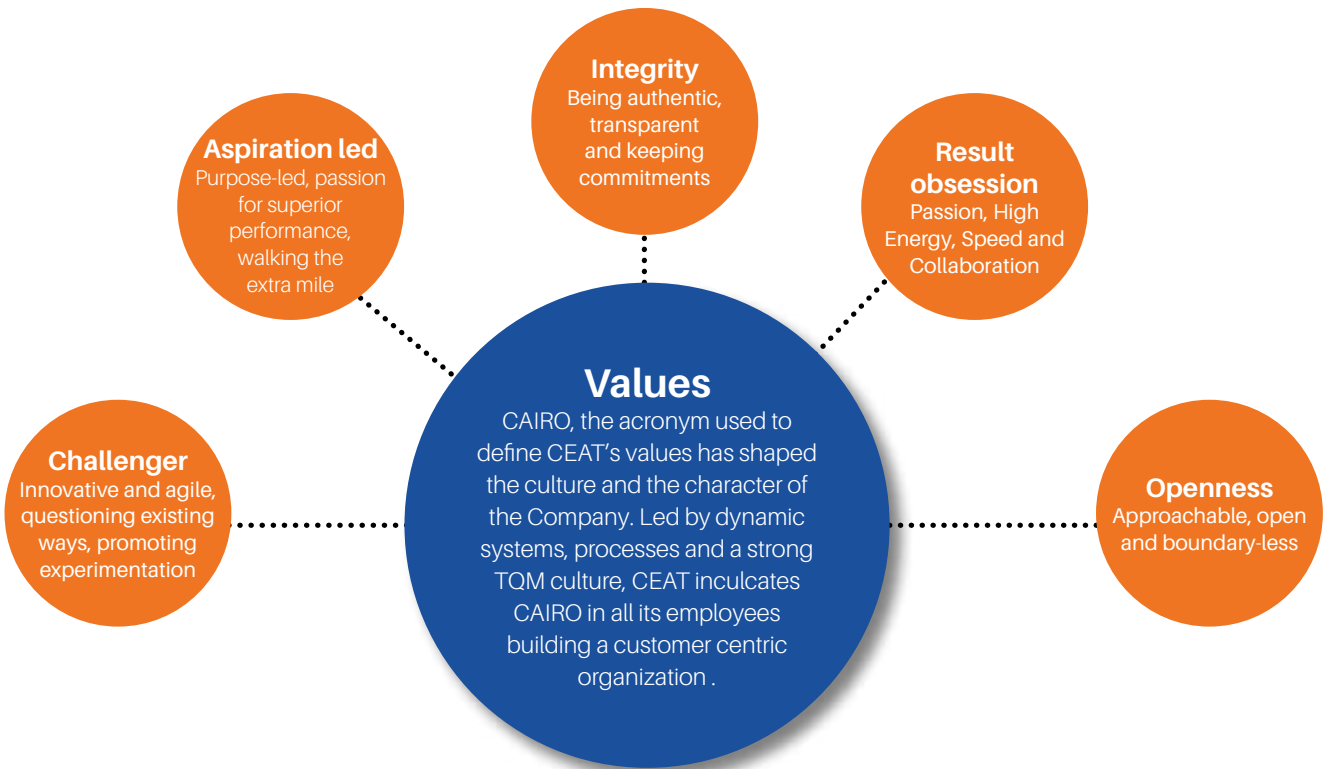 Integrity
Being authentic,
transparent
and keeping
commitments
Aspiration led
Purpose-led, passion
for superior
performance,
walking the
extra mile
Result
obsession
Passion, High
Energy, Speed and
Collaboration
Values
CAIRO, the acronym used to
define CEAT’s values has shaped
the culture and the character of
the Company. Led by dynamic
systems, processes and a strong
TQM culture, CEAT inculcates
CAIRO in all its employees
building a customer centric
organization .
Challenger
Innovative and agile,
questioning existing
ways, promoting
experimentation
Openness
Approachable, open
and boundary-less